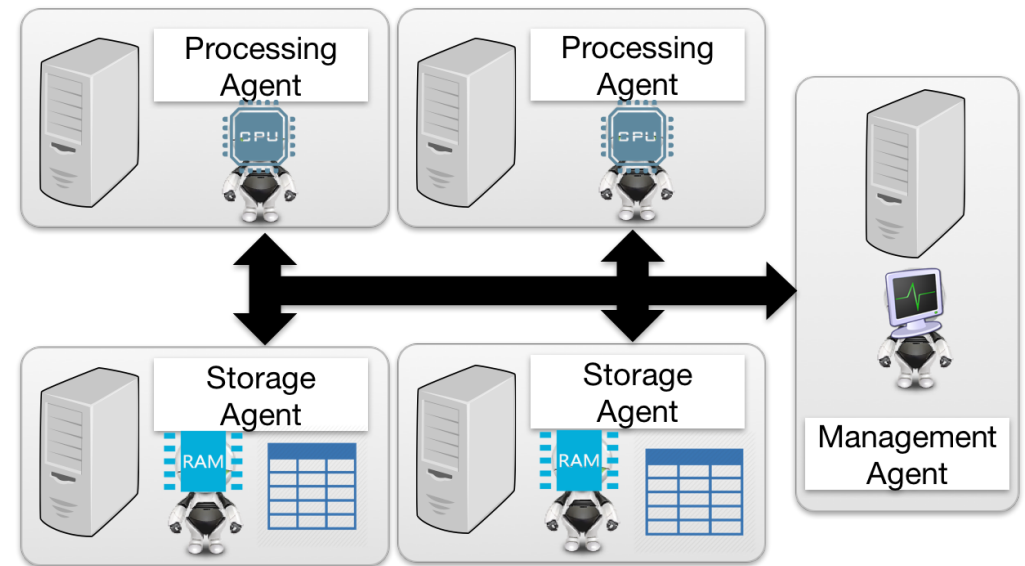 Processing
Agent
CPU
Processing
Agent
CPU
Storage
Agent
RAM
Storage
Agent
RAM
Management
Agent